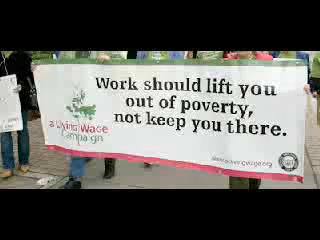 Work should lift you
out of poverty,
not keep you there.
a living wage
campaign